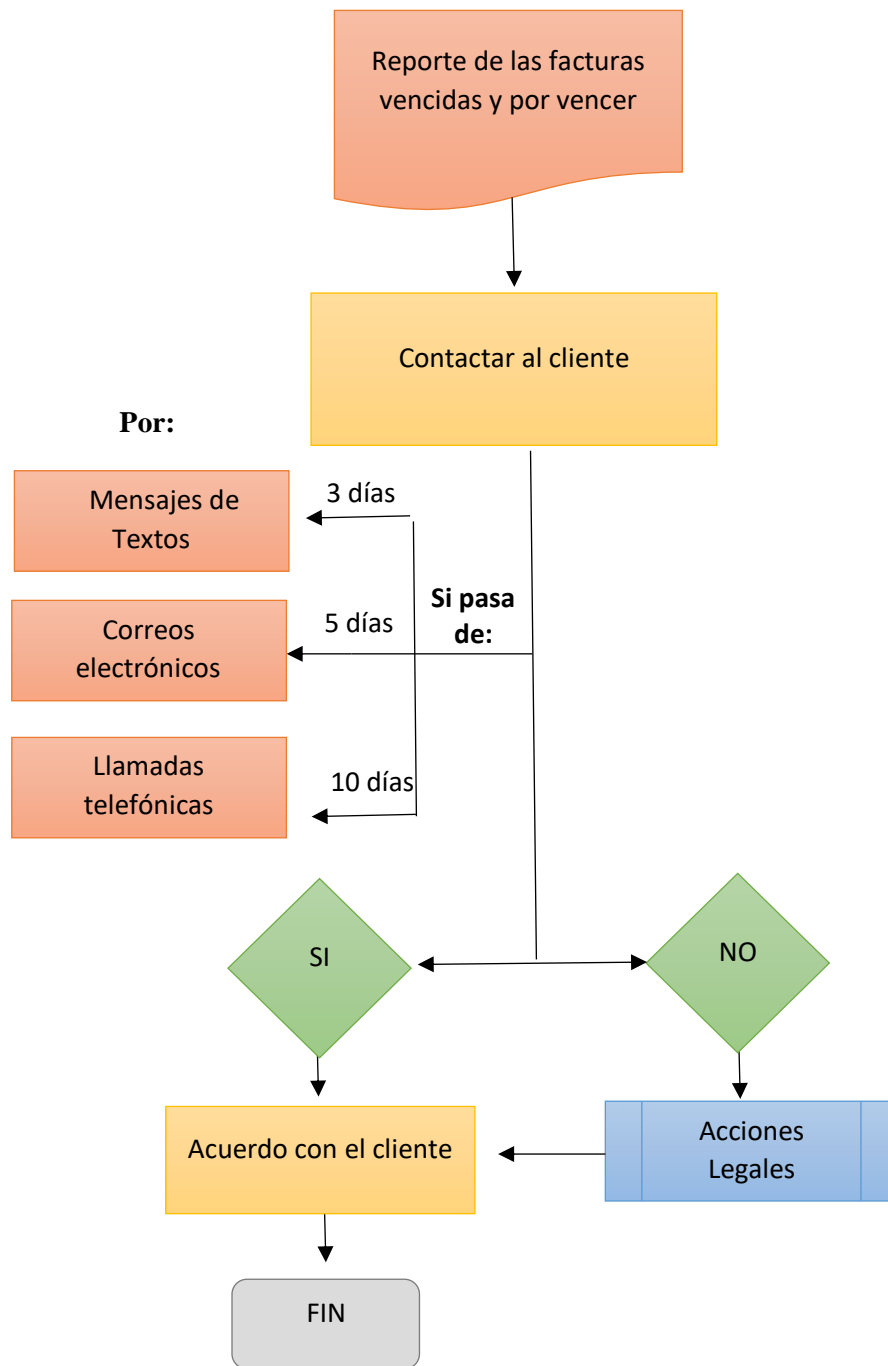 Reporte de las facturas
vencidas y por vencer
Contactar al cliente
Por:
Mensajes de
Textos
3 días
Si pasa
de:
Correos
electrónicos
5 días
Llamadas
telefónicas
10 días
SI
NO
Acuerdo con el cliente
Acciones
Legales
FIN